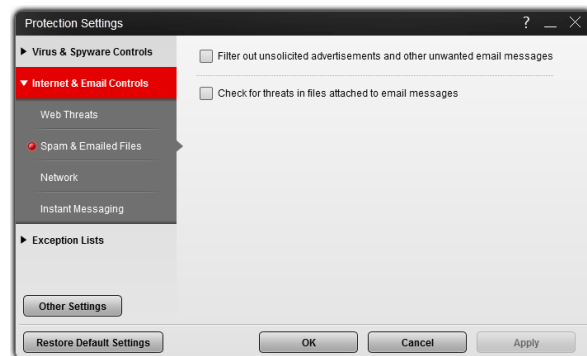 Protection Settings
? _ ×
Virus & Spyware Controls
Internet & Email Controls
Web Threats
Spam & Emailed Files
Network
Instant Messaging
Exception Lists
Other Settings
Filter out unsolicited advertisements and other unwanted email messages
Check for threats in files attached to email messages
Restore Default Settings
OK
Cancel
Apply